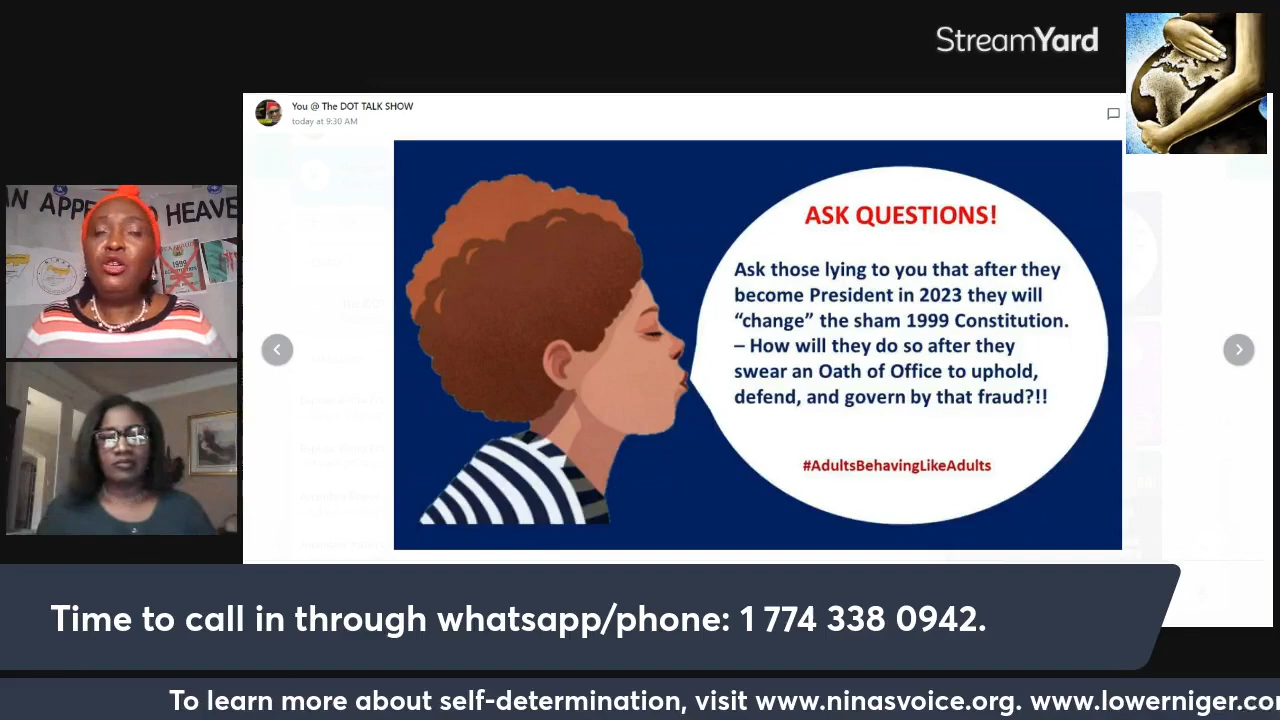 StreamYard
You @ The DOT TALK SHOW
today at 9:30 AM
AN APPE O HEAVE
1999
ASK QUESTIONS!
Ask those lying to you that after they
become President in 2023 they will
“change” the sham 1999 Constitution.
– How will they do so after they
swear an Oath of Office to uphold,
defend, and govern by that fraud?!!
#AdultsBehavingLikeAdults
Time to call in through whatsapp/phone: 1 774 338 0942.
To learn more about self-determination, visit www.ninasvoice.org. www.lowerniger.co